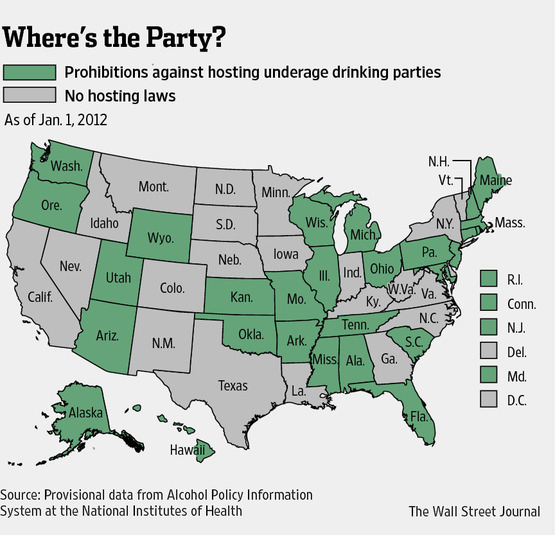 Where's the Party?
Prohibitions against hosting underage drinking parties
No hosting laws
As of Jan. 1, 2012
N.H.
Vt.
Maine
Wash.
Mont.
N.D.
Minn.
Ore.
Idaho
S.D.
Wis.
Mich.
N.Y.
Mass.
Wyo.
Iowa
Neb.
Pa.
Nev.
Utah
Colo.
Ill.
Ind.
Ohio
W.Va.
Va.
R.I.
Calif.
Kan.
Mo.
Ky.
Conn.
N.C.
Tenn.
N.J.
Ariz.
N.M.
Okla.
Ark.
S.C.
Del.
Miss.
Ala.
Ga.
Md.
Texas
La.
D.C.
Alaska
Fla.
Hawaii
Source: Provisional data from Alcohol Policy Information
System at the National Institutes of Health
The Wall Street Journal